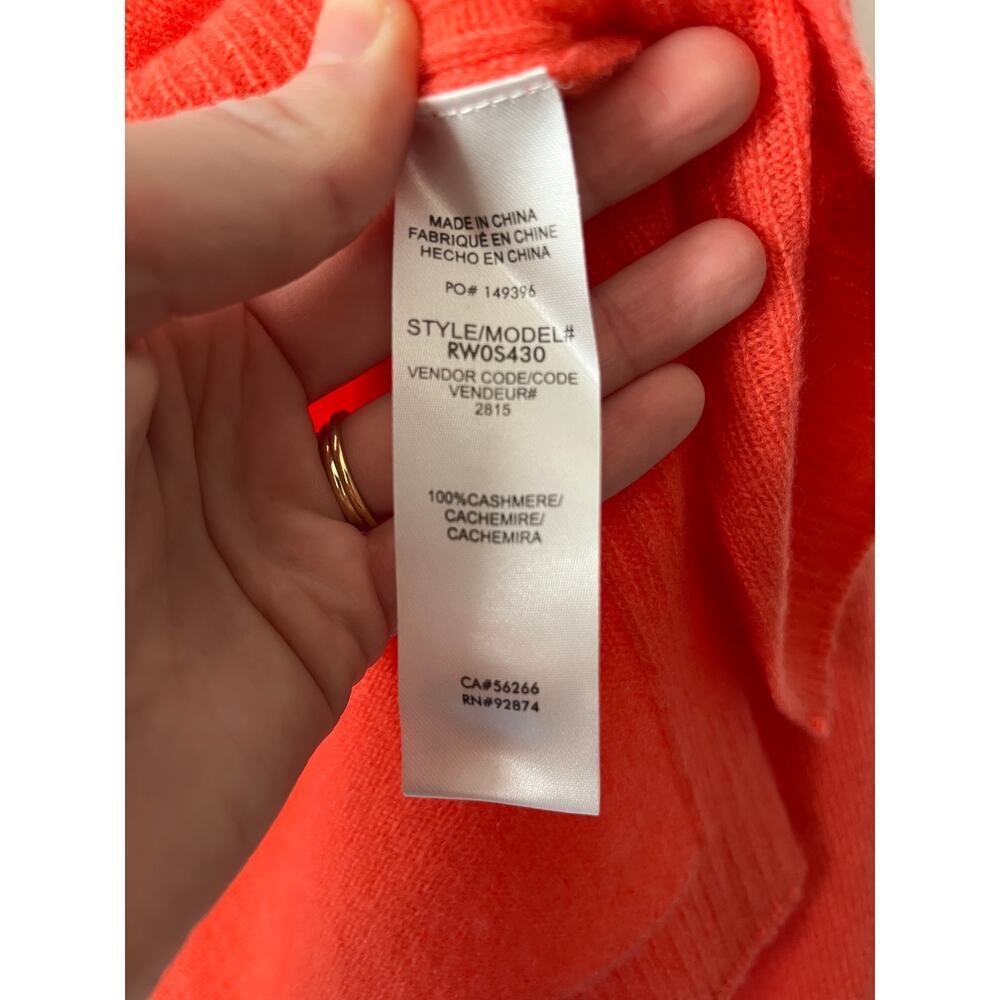 MADE IN CHINA
FABRIQUÉ EN CHINE
HECHO EN CHINA
PO# 149396
STYLE/MODEL#
RW0S430
VENDOR CODE/CODE
VENDEUR#
2815
100%CASHMERE/
CACHEMIRE/
CACHEMIRA
CA#56266
RN#92874